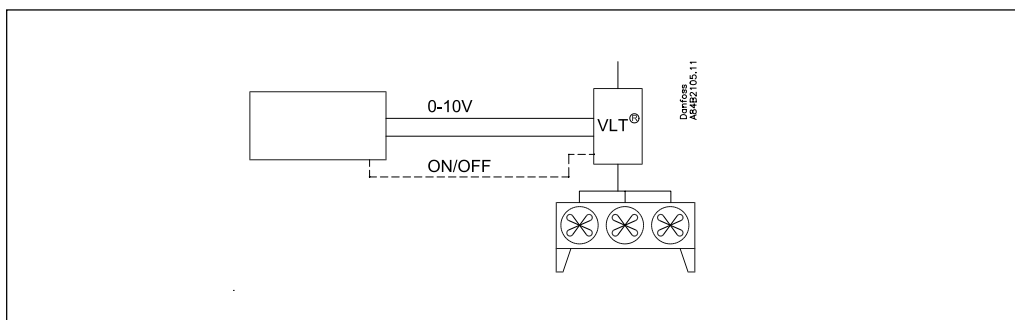 0-10V
VLT®
ON/OFF
Danfoss
A84B2105.11